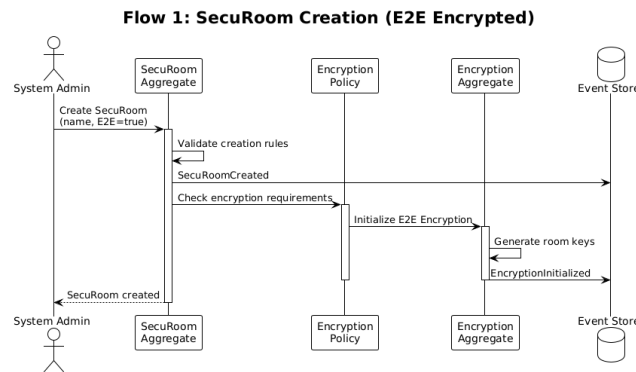 Flow 1: SecuRoom Creation (E2E Encrypted)
System Admin
SecuRoom
Aggregate
Encryption
Policy
Encryption
Aggregate
Event Store
Create SecuRoom
(name, E2E=true)
Validate creation rules
SecuRoomCreated
Check encryption requirements
Initialize E2E Encryption
Generate room keys
EncryptionInitialized
SecuRoom created
System Admin
SecuRoom
Aggregate
Encryption
Policy
Encryption
Aggregate
Event Store